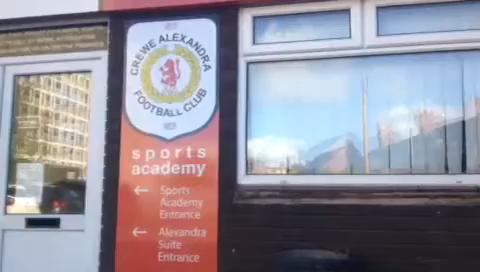 CREWE ALEXANDRA
FOOTBALL CLUB
sports
academy
← Sports
Academy
Entrance
← Alexandra
Suite
Entrance